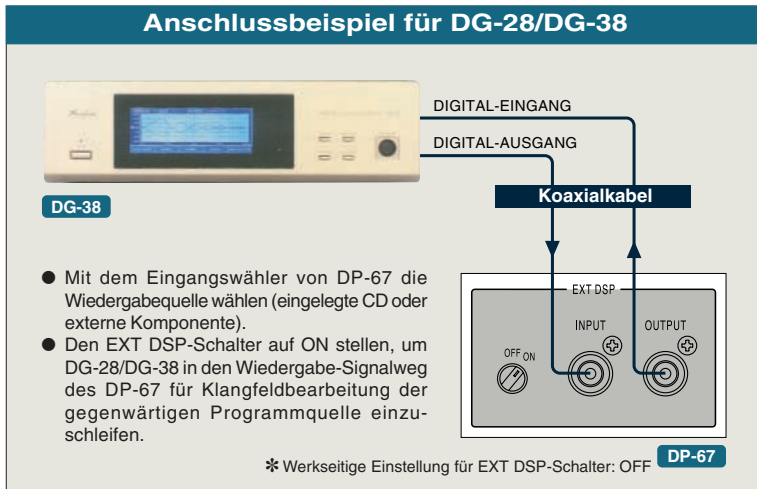 Anschlussbeispiel für DG-28/DG-38
DIGITAL-EINGANG
DIGITAL-AUSGANG
Koaxialkabel
DG-38
● Mit dem Eingangswähler von DP-67 die
Wiedergabequelle wählen (eingelegte CD oder
externe Komponente).
● Den EXT DSP-Schalter auf ON stellen, um
DG-28/DG-38 in den Wiedergabe-Signalweg
des DP-67 für Klangfeldbearbeitung der
gegenwärtigen Programmquelle einzu-
schleifen.
EXT DSP
INPUT OUTPUT
OFF ON
DP-67
✻ Werkseitige Einstellung für EXT DSP-Schalter: OFF